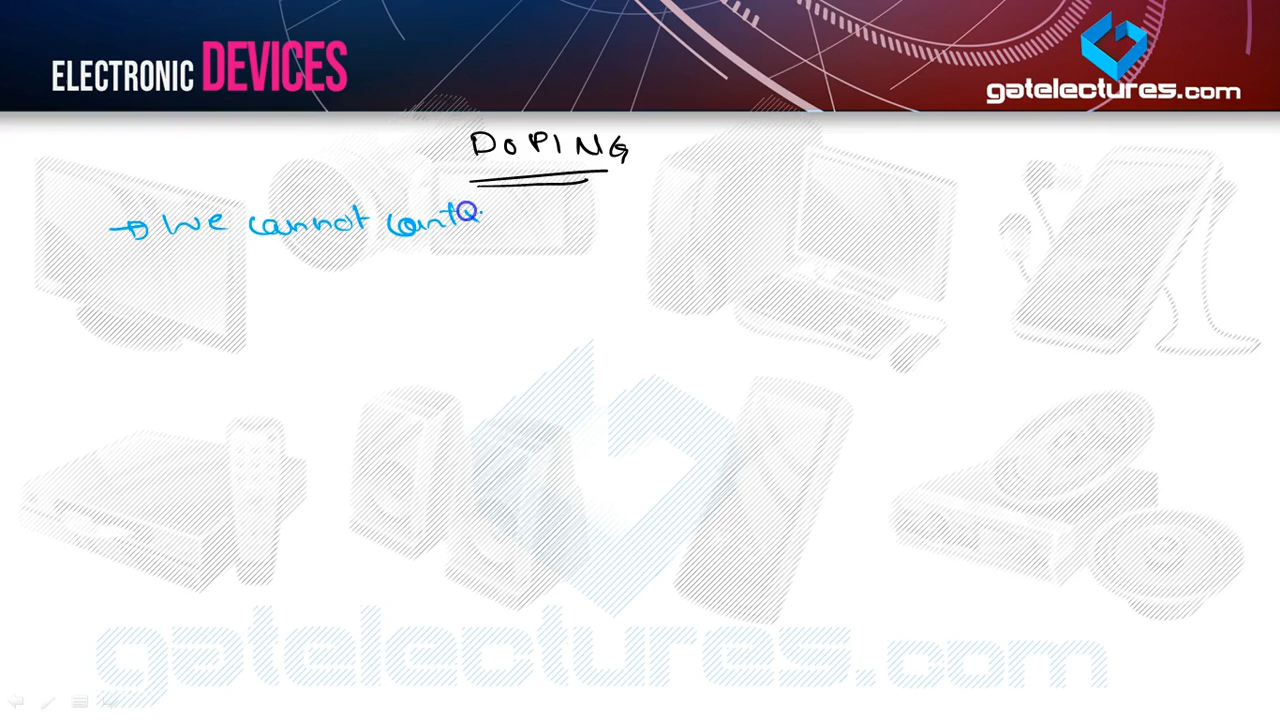 ELECTRONIC DEVICES
gatelectures.com
DOPING
→ We cannot cont
gatelectures.com